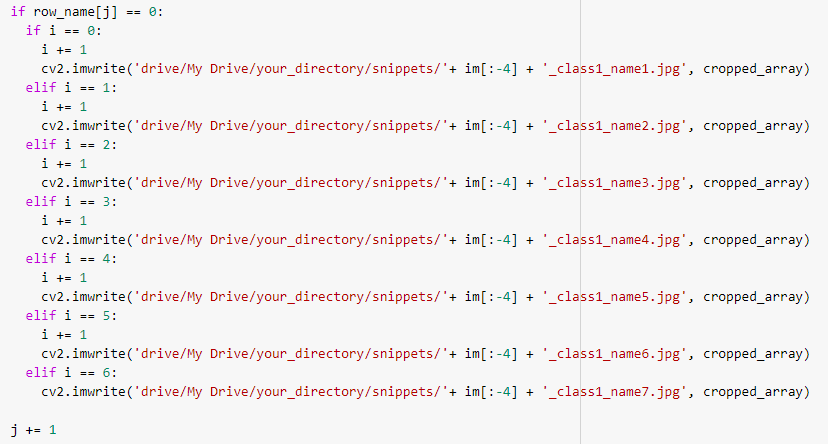 if row_name[j] == 0:
  if i == 0:
    i += 1
    cv2.imwrite('drive/My Drive/your_directory/snippets/'+ im[:-4] + '_class1_name1.jpg', cropped_array)
  elif i == 1:
    i += 1
    cv2.imwrite('drive/My Drive/your_directory/snippets/'+ im[:-4] + '_class1_name2.jpg', cropped_array)
  elif i == 2:
    i += 1
    cv2.imwrite('drive/My Drive/your_directory/snippets/'+ im[:-4] + '_class1_name3.jpg', cropped_array)
  elif i == 3:
    i += 1
    cv2.imwrite('drive/My Drive/your_directory/snippets/'+ im[:-4] + '_class1_name4.jpg', cropped_array)
  elif i == 4:
    i += 1
    cv2.imwrite('drive/My Drive/your_directory/snippets/'+ im[:-4] + '_class1_name5.jpg', cropped_array)
  elif i == 5:
    i += 1
    cv2.imwrite('drive/My Drive/your_directory/snippets/'+ im[:-4] + '_class1_name6.jpg', cropped_array)
  elif i == 6:
    cv2.imwrite('drive/My Drive/your_directory/snippets/'+ im[:-4] + '_class1_name7.jpg', cropped_array)

j += 1